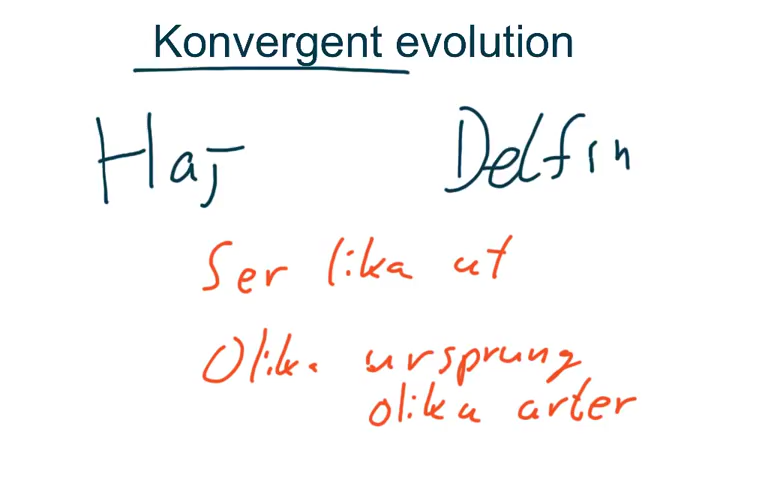 Konvergent evolution
Haj Delfin
Ser lika ut
Olika ursprung
olika arter